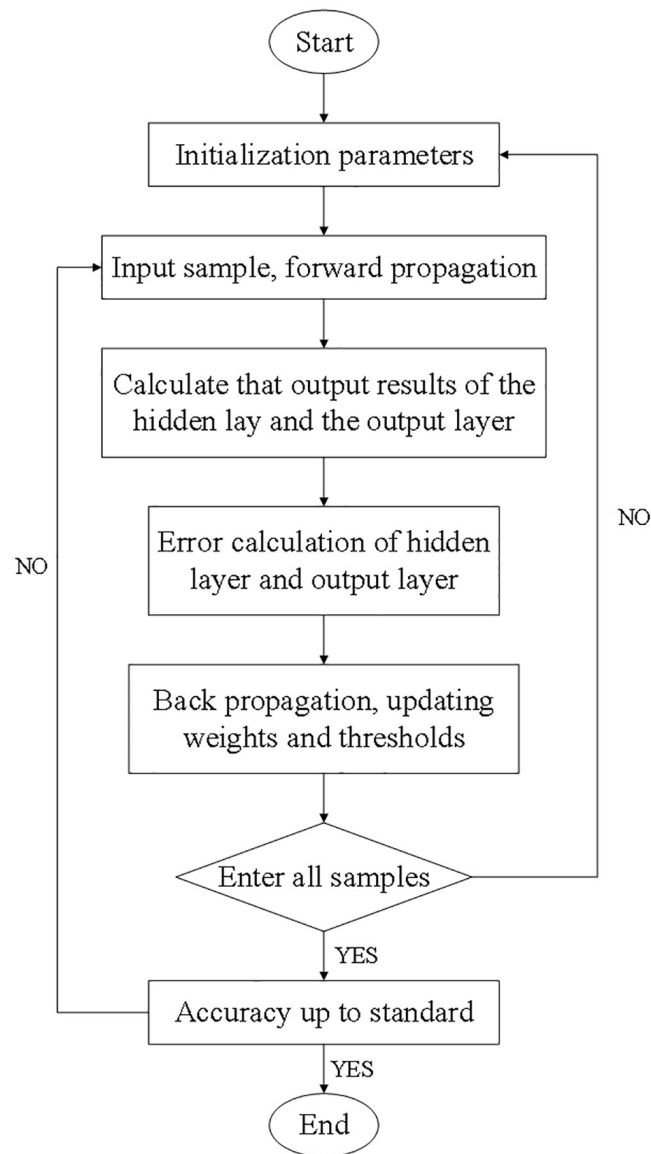 Start
Initialization parameters
Input sample, forward propagation
Calculate that output results of the
hidden lay and the output layer
Error calculation of hidden
layer and output layer
NO
NO
Back propagation, updating
weights and thresholds
Enter all samples
YES
Accuracy up to standard
YES
End